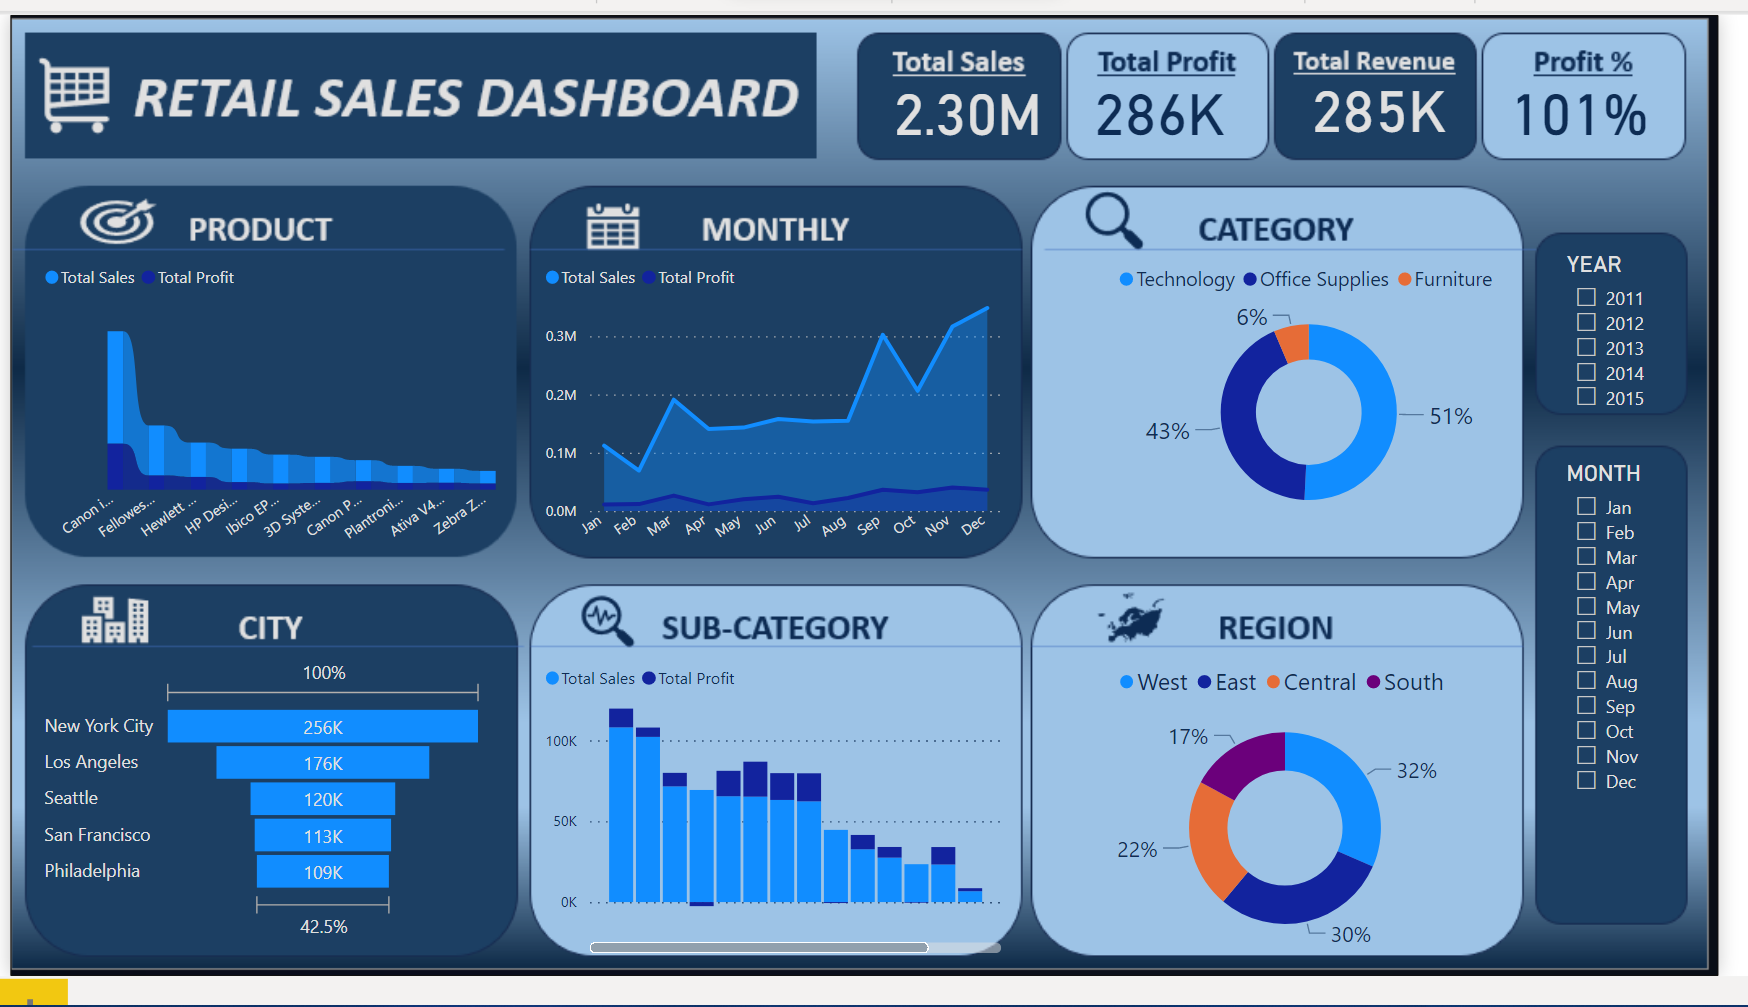 RETAIL SALES DASHBOARD
Total Sales
2.30M
Total Profit
286K
Total Revenue
285K
Profit %
101%
PRODUCT
Total Sales Total Profit
Canon i...
Fellowes...
Hewlett ...
HP Desi...
Ibico EP...
3D Syste...
Canon P...
Plantroni...
Ativa V4...
Zebra Z...
MONTHLY
Total Sales Total Profit
0.3M
0.2M
0.1M
0.0M
Jan Feb Mar Apr May Jun Jul Aug Sep Oct Nov Dec
CATEGORY
Technology Office Supplies Furniture
6%
51%
43%
YEAR
2011
2012
2013
2014
2015
MONTH
Jan
Feb
Mar
Apr
May
Jun
Jul
Aug
Sep
Oct
Nov
Dec
CITY
100%
New York City 256K
Los Angeles 176K
Seattle 120K
San Francisco 113K
Philadelphia 109K
42.5%
SUB-CATEGORY
Total Sales Total Profit
100K
50K
0K
REGION
West East Central South
17%
32%
22%
30%